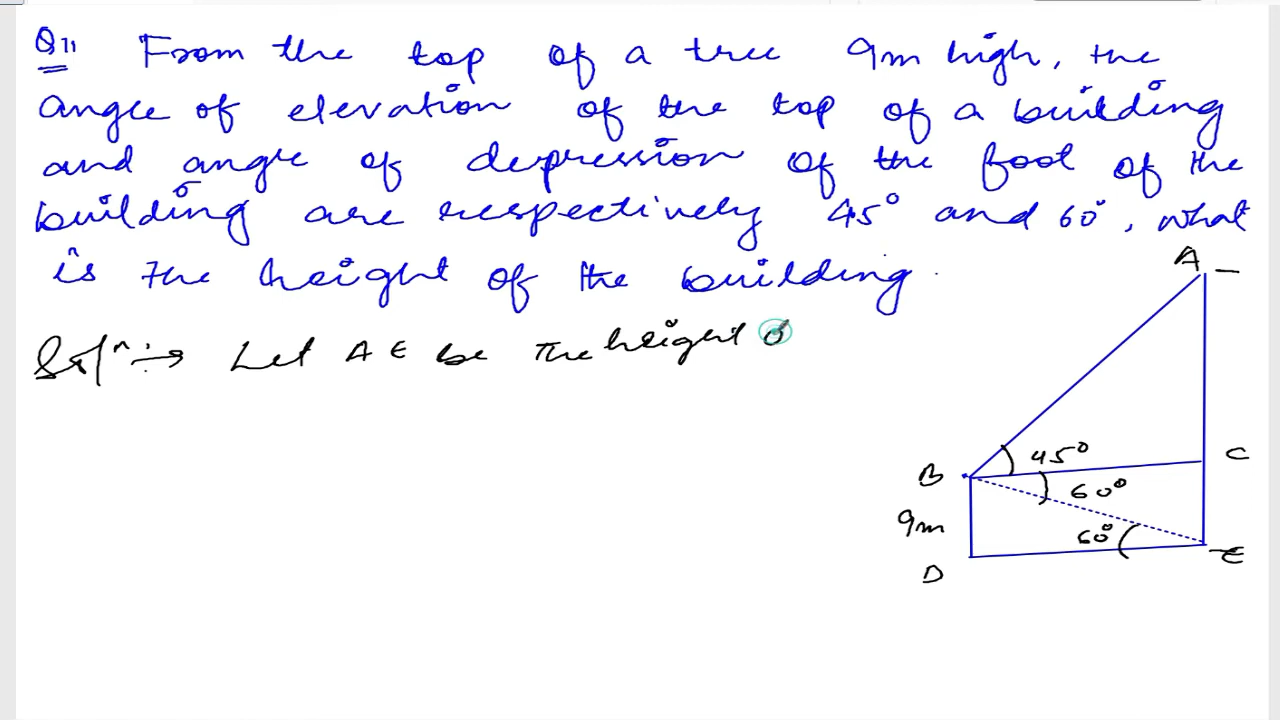 Q11 From the top of a tree 9m high, the
angle of elevation of the top of a building
and angle of depression of the foot of the
building are respectively 45° and 60°, what
is the height of the building.
Solⁿ :→ Let AE be the height o
A
B
45°
C
60°
9m
60°
D
E